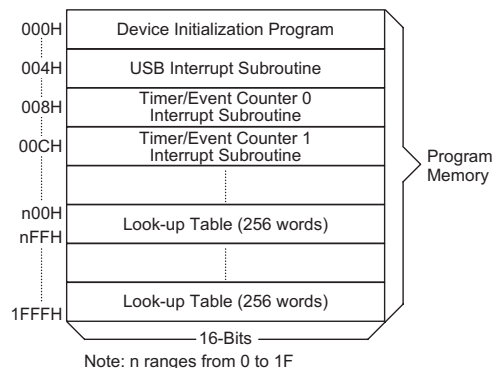 000H
Device Initialization Program
004H
USB Interrupt Subroutine
008H
Timer/Event Counter 0
Interrupt Subroutine
00CH
Timer/Event Counter 1
Interrupt Subroutine
Program
Memory
n00H
Look-up Table (256 words)
nFFH
Look-up Table (256 words)
1FFFH
16-Bits
Note: n ranges from 0 to 1F